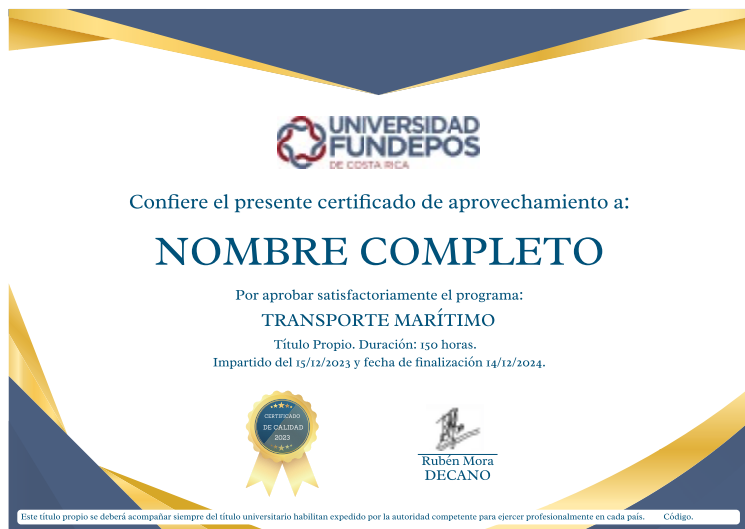 UNIVERSIDAD
FUNDEPOS
DE COSTA RICA
Confiere el presente certificado de aprovechamiento a:
NOMBRE COMPLETO
Por aprobar satisfactoriamente el programa:
TRANSPORTE MARÍTIMO
Título Propio. Duración: 150 horas.
Impartido del 15/12/2023 y fecha de finalización 14/12/2024.
CERTIFICADO
DE CALIDAD
2023
Rubén Mora
DECANO
Este título propio se deberá acompañar siempre del título universitario habilitan expedido por la autoridad competente para ejercer profesionalmente en cada país. Código.